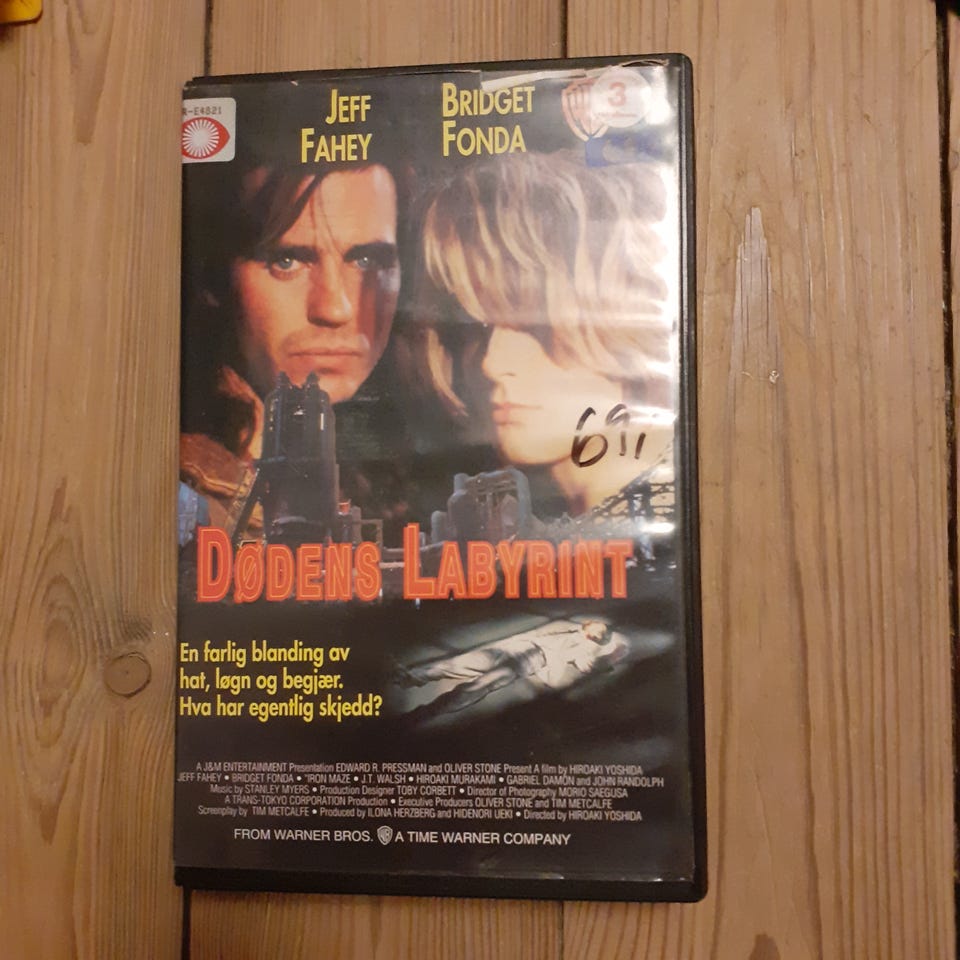 R-E4821
JEFF FAHEY
BRIDGET FONDA
3
691
DØDENS LABYRINT
En farlig blanding av
hat, løgn og begjær.
Hva har egentlig skjedd?
A J&M ENTERTAINMENT Presentation EDWARD R. PRESSMAN and OLIVER STONE Present A film by HIROAKI YOSHIDA
JEFF FAHEY • BRIDGET FONDA • "IRON MAZE • J.T. WALSH • HIROAKI MURAKAMI • GABRIEL DAMON and JOHN RANDOLPH
Music by STANLEY MYERS • Production Designer TOBY CORBETT • Director of Photography MORIO SAEGUSA
A TRANS-TOKYO CORPORATION Production • Executive Producers OLIVER STONE and TIM METCALFE
Screenplay by TIM METCALFE • Produced by ILONA HERZBERG and HIDENORI UEKI • Directed by HIROAKI YOSHIDA
FROM WARNER BROS. A TIME WARNER COMPANY